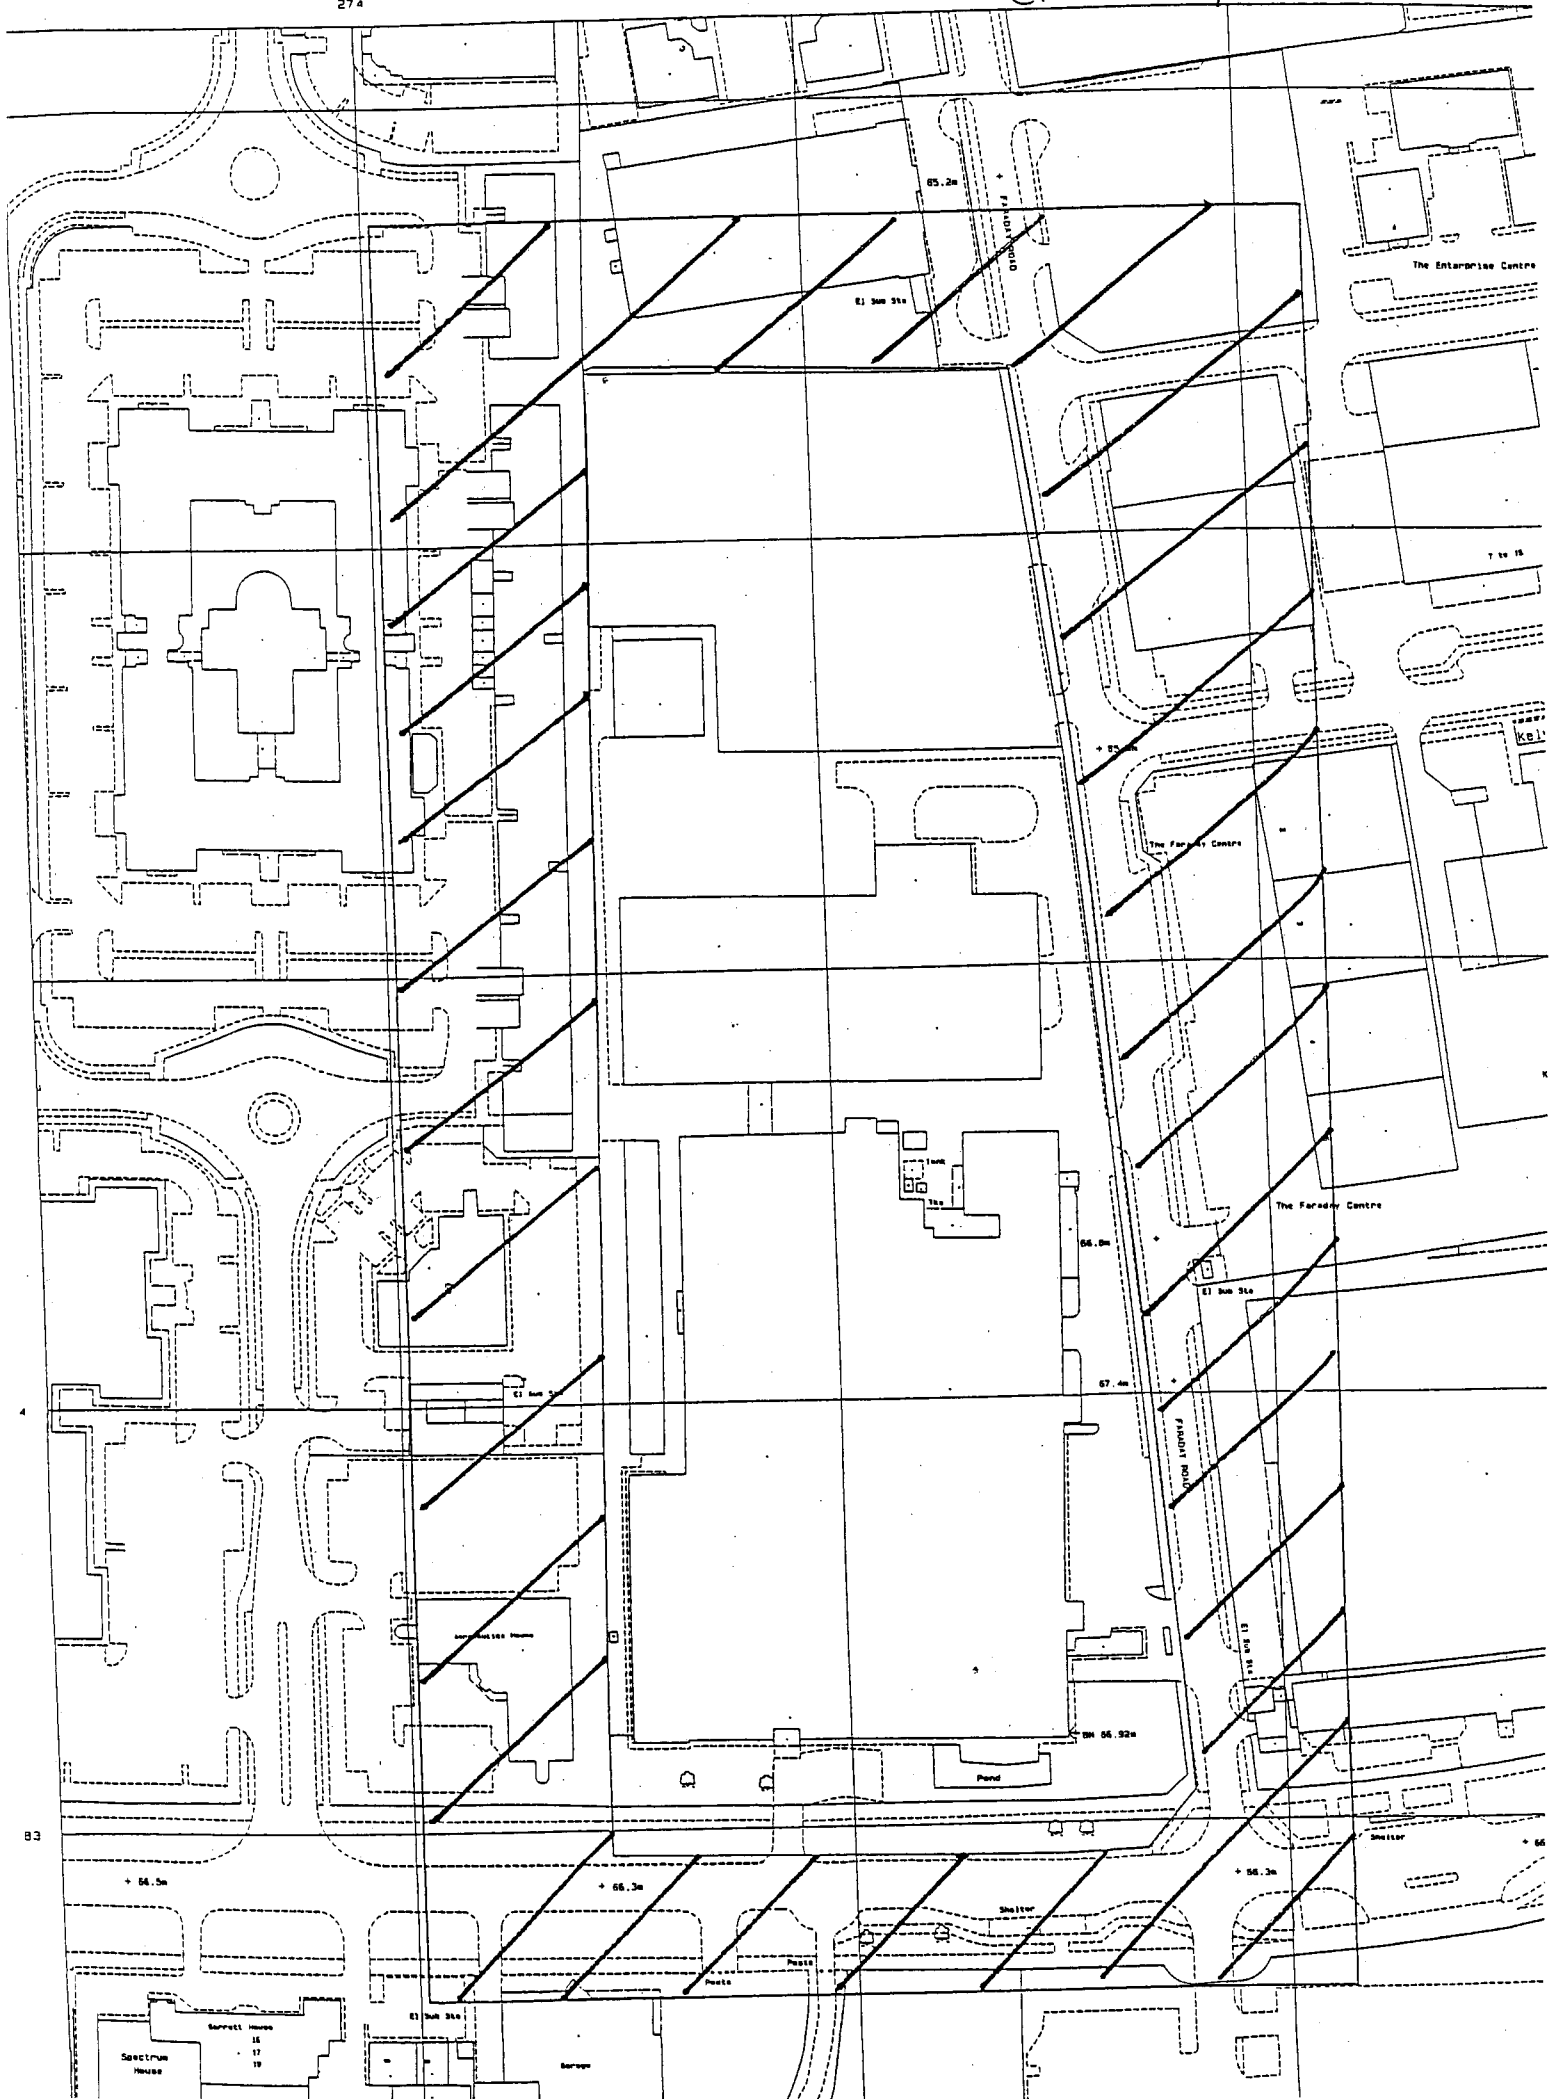 274
65.2m
FARADAY ROAD
The Enterprise Centre
El Sub Sta
7 to 15
The Faraday Centre
Tank
Tks
The Faraday Centre
66.8m
El Sub Sta
El Sub Sta
67.4m
4
FARADAY ROAD
El Sub Sta
BM 66.92m
Pond
83
Shelter
66.5m
66.3m
66.3m
66
Shelter
Posts
Posts
El Sub Sta
Barrett House
16
17
19
Spectrum
House
Garage